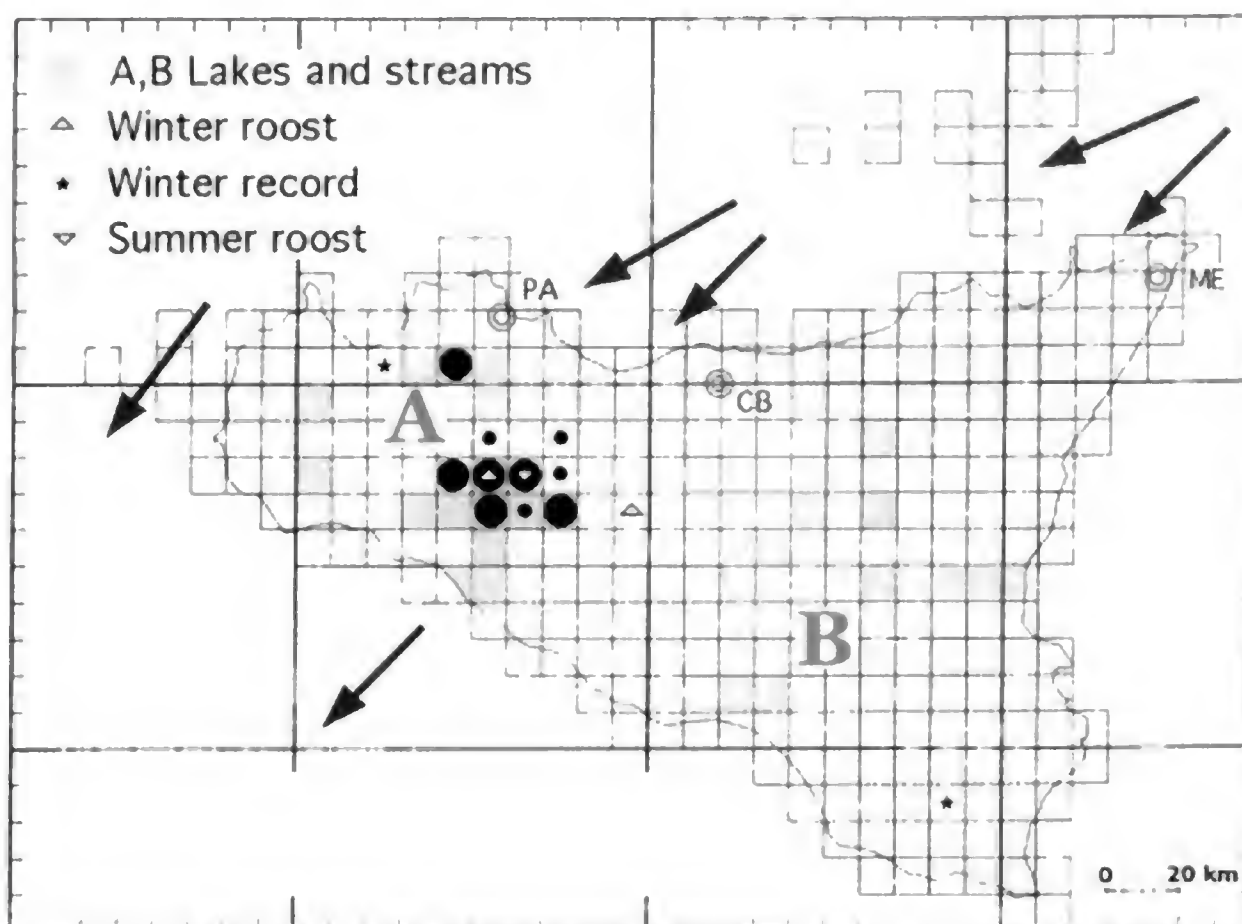 A,B Lakes and streams
Winter roost
Winter record
Summer roost
PA
ME
CB
A
B
0 20 km